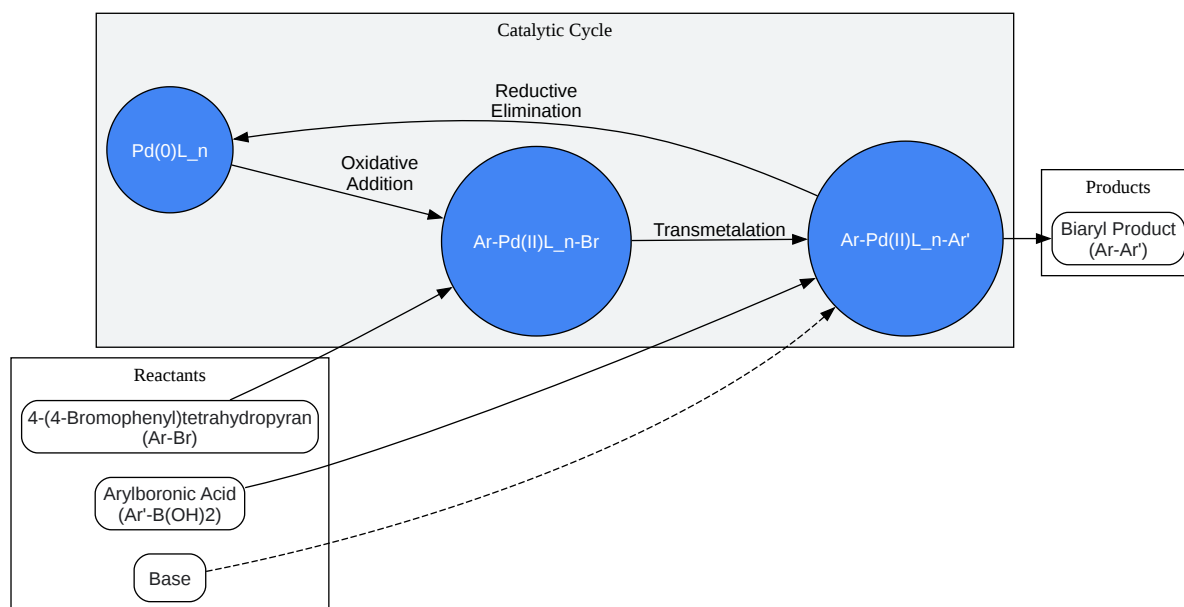 Catalytic Cycle
Reductive
Elimination
Pd(0)L_n
Oxidative
Addition
Ar-Pd(II)L_n-Br
Transmetalation
Ar-Pd(II)L_n-Ar'
Products
Biaryl Product
(Ar-Ar')
Reactants
4-(4-Bromophenyl)tetrahydropyran
(Ar-Br)
Arylboronic Acid
(Ar'-B(OH)2)
Base